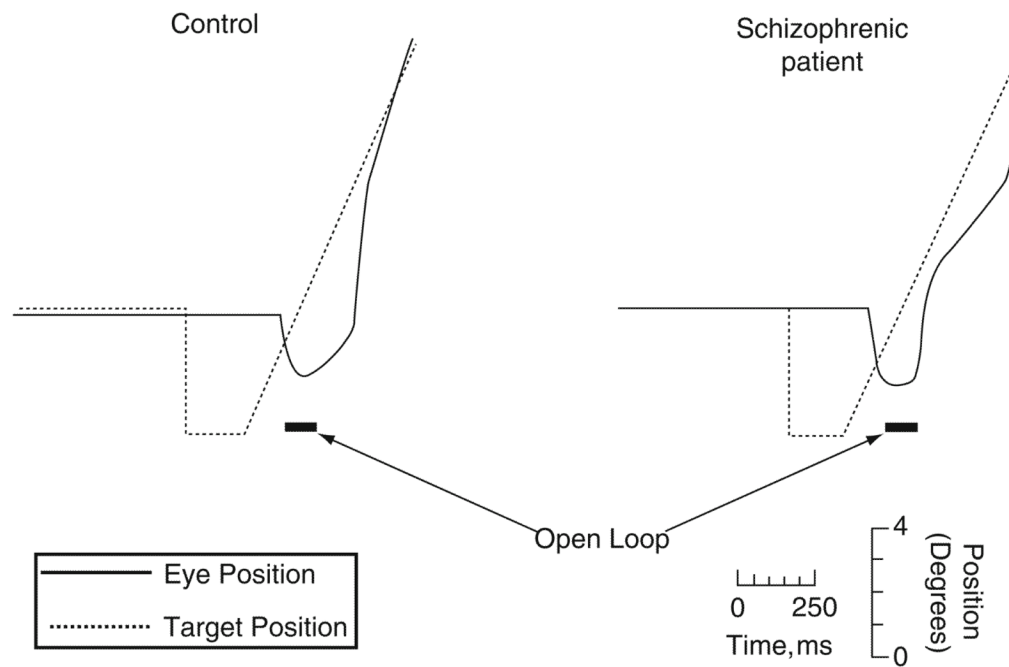 Control
Schizophrenic
patient
Open Loop
Eye Position
Target Position
0 250
Time, ms
4
0
Position
(Degrees)